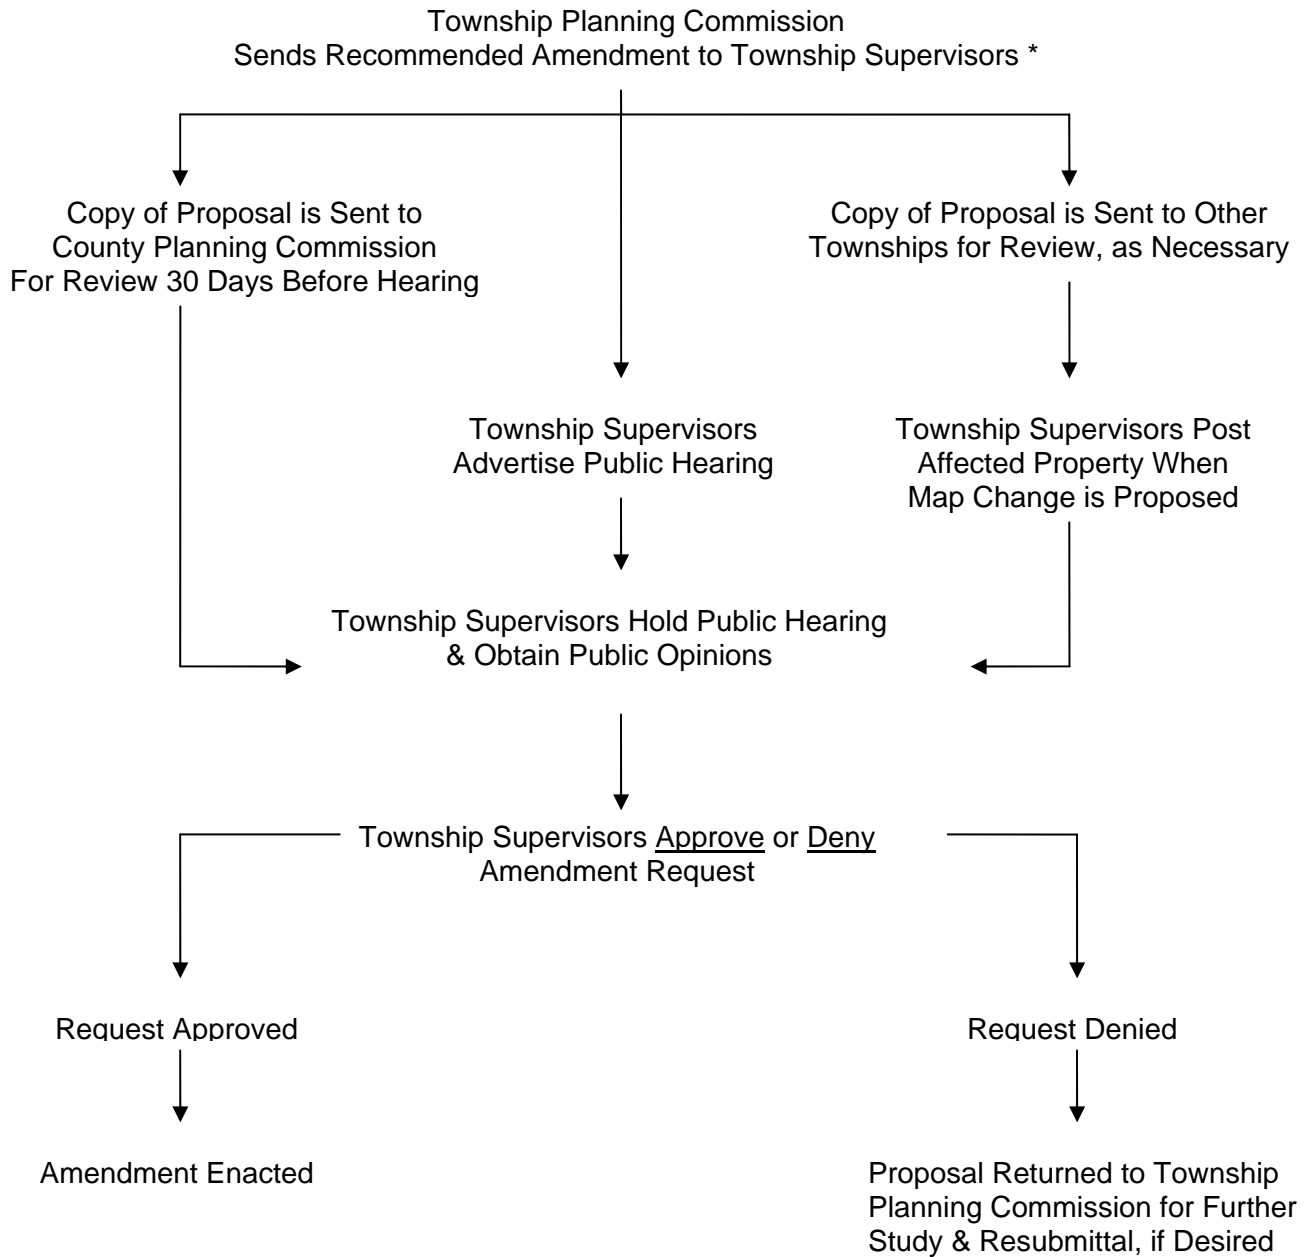 Township Planning Commission
Sends Recommended Amendment to Township Supervisors *
Copy of Proposal is Sent to
County Planning Commission
For Review 30 Days Before Hearing
Copy of Proposal is Sent to Other
Townships for Review, as Necessary
Township Supervisors
Advertise Public Hearing
Township Supervisors Post
Affected Property When
Map Change is Proposed
Township Supervisors Hold Public Hearing
& Obtain Public Opinions
Township Supervisors Approve or Deny
Amendment Request
Request Approved
Request Denied
Amendment Enacted
Proposal Returned to Township
Planning Commission for Further
Study & Resubmittal, if Desired